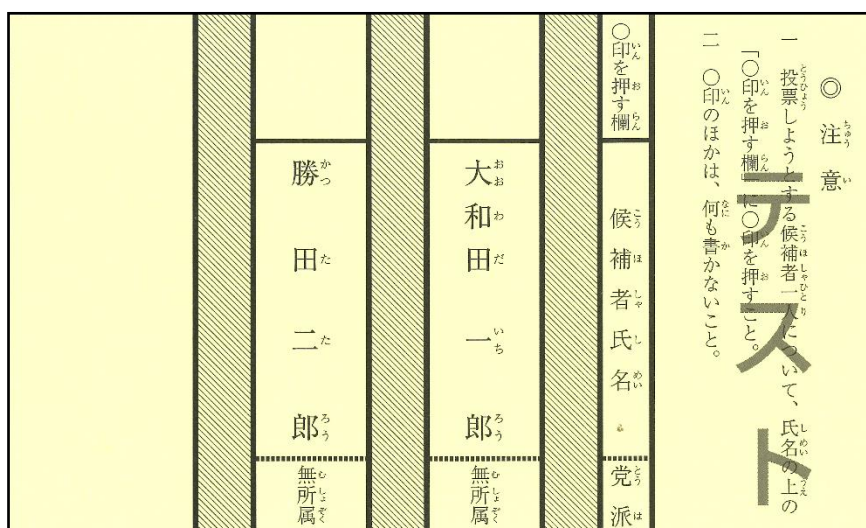 ◎注意
一 投票しようとする候補者一人について、氏名の上の
「〇印を押す欄」に〇印を押すこと。
二 〇印のほかは、何も書かないこと。
テスト
〇印を押す欄
候補者氏名
党派
大和田一郎
無所属
勝田二郎
無所属